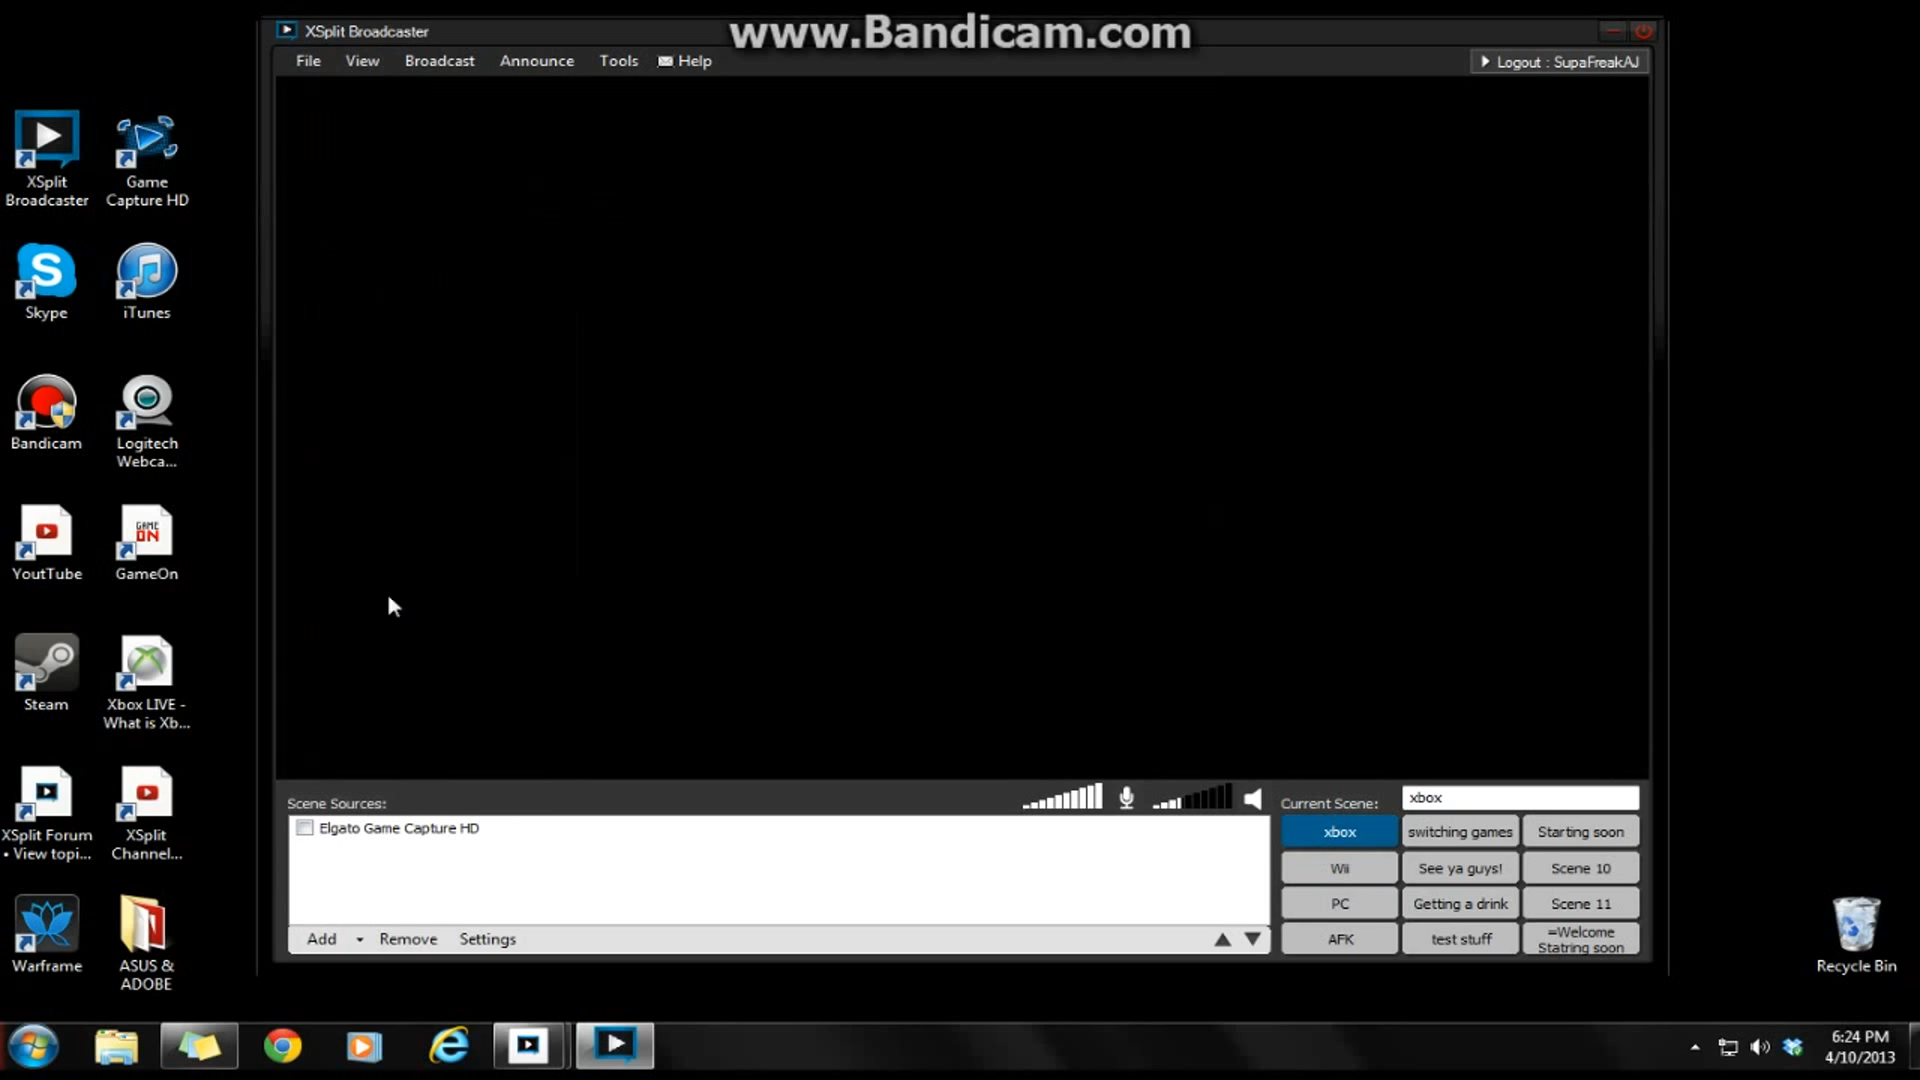 XSplit Broadcaster
www.Bandicam.com
File View Broadcast Announce Tools Help
Logout : SupaFreakAJ
XSplit
Broadcaster
Game
Capture HD
Skype
iTunes
Bandicam
Logitech
Webca...
YoutTube
GAME
ON
GameOn
Steam
Xbox LIVE -
What is Xb...
XSplit Forum
• View topi...
XSplit
Channel...
Warframe
ASUS &
ADOBE
Scene Sources:
Elgato Game Capture HD
Add Remove Settings
Current Scene: xbox
xbox switching games Starting soon
Wii See ya guys! Scene 10
PC Getting a drink Scene 11
AFK test stuff =Welcome
Statring soon
Recycle Bin
6:24 PM
4/10/2013